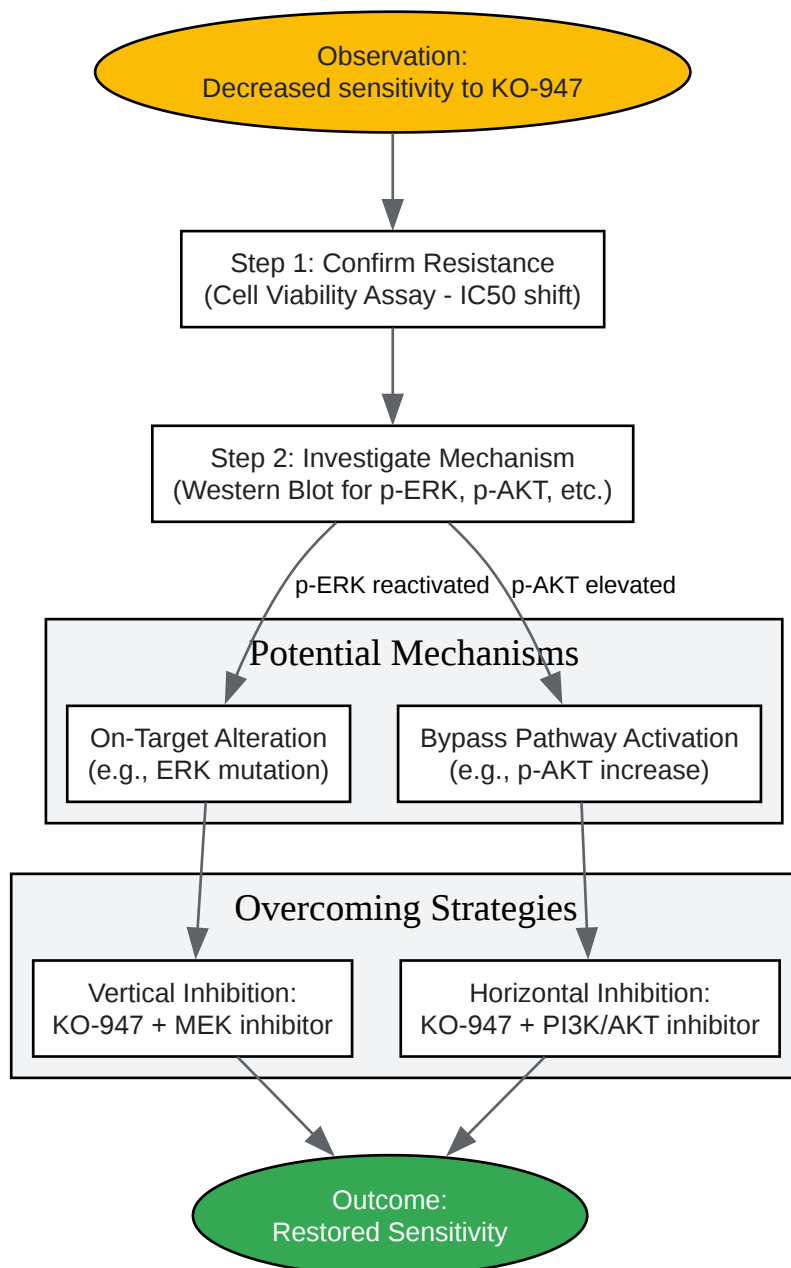 Observation:
Decreased sensitivity to KO-947
Step 1: Confirm Resistance
(Cell Viability Assay - IC50 shift)
Step 2: Investigate Mechanism
(Western Blot for p-ERK, p-AKT, etc.)
p-ERK reactivated
p-AKT elevated
Potential Mechanisms
On-Target Alteration
(e.g., ERK mutation)
Bypass Pathway Activation
(e.g., p-AKT increase)
Overcoming Strategies
Vertical Inhibition:
KO-947 + MEK inhibitor
Horizontal Inhibition:
KO-947 + PI3K/AKT inhibitor
Outcome:
Restored Sensitivity